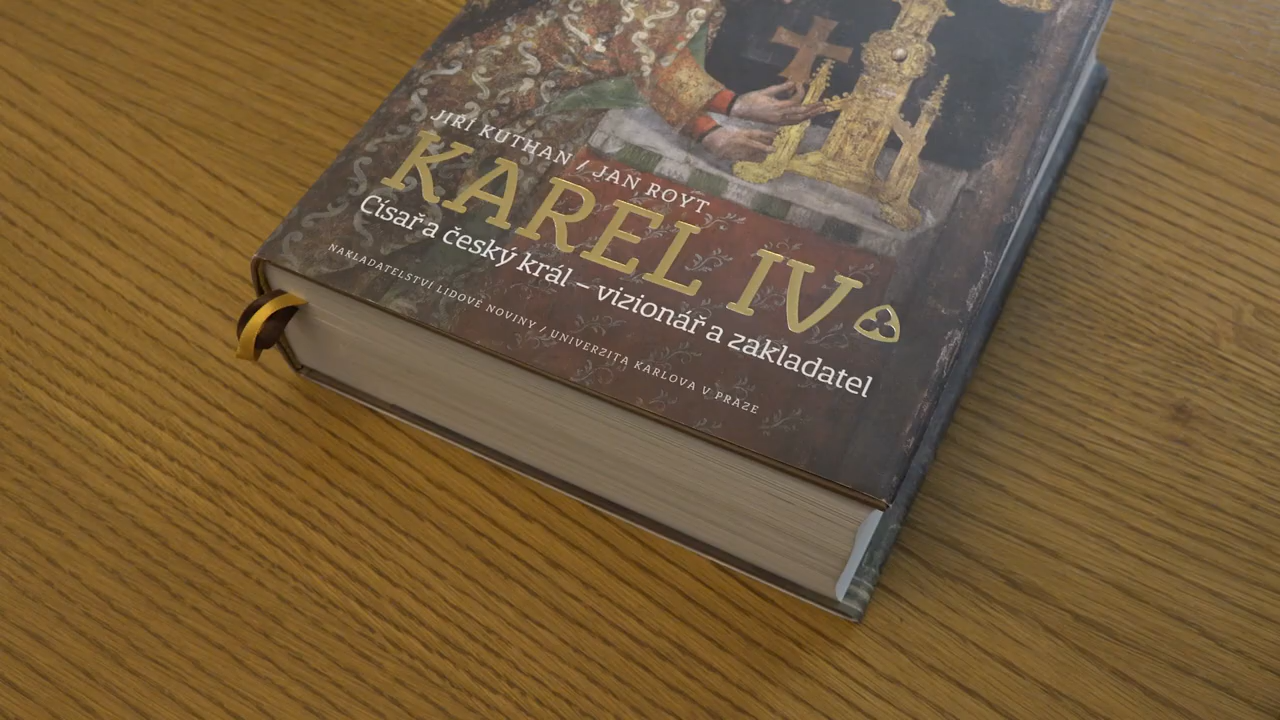 JIŘÍ KUTHAN / JAN ROYT
KAREL IV
Císař a český král – vizionář a zakladatel
NAKLADATELSTVÍ LIDOVÉ NOVINY / UNIVERZITA KARLOVA V PRAZE